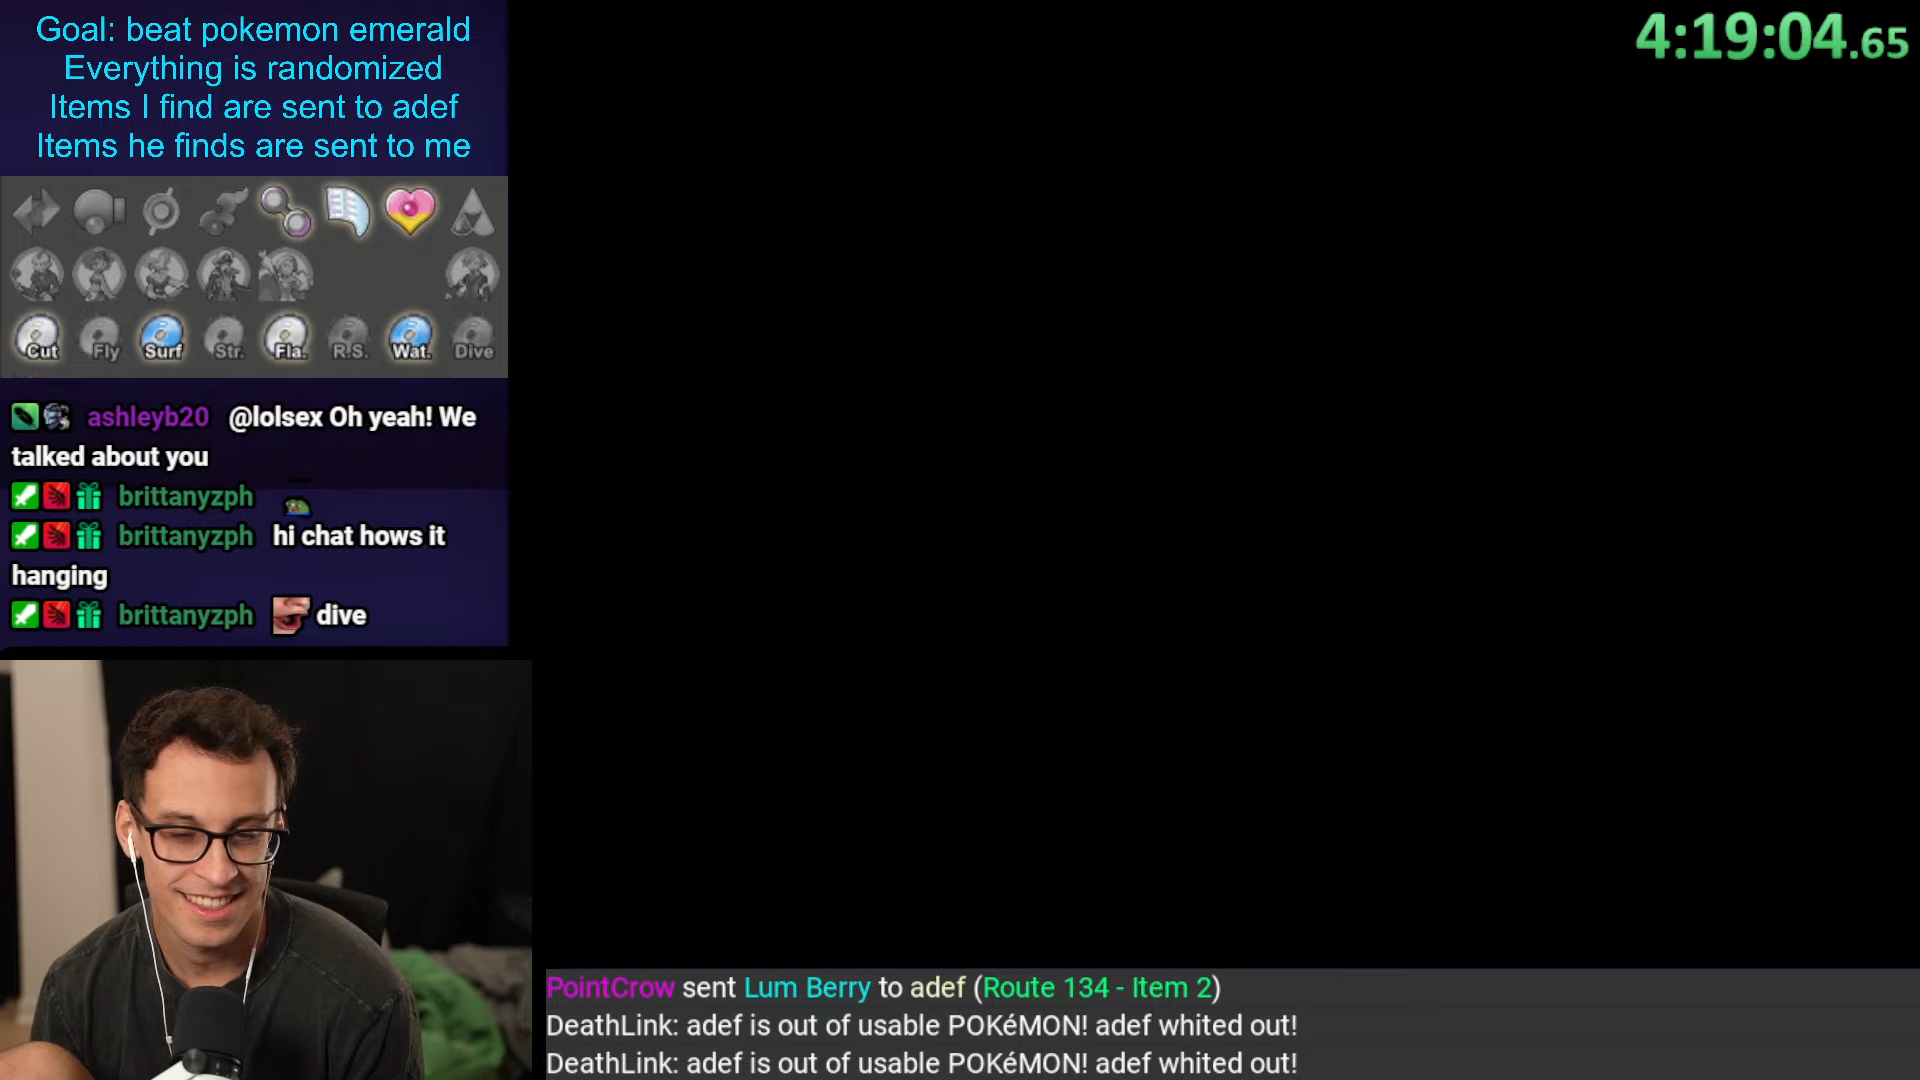 Goal: beat pokemon emerald
Everything is randomized
Items I find are sent to adef
Items he finds are sent to me
4:19:04.65
Cut Fly Surf Str. Fla. R.S. Wat. Dive
ashleyb20 @lolsex Oh yeah! We
talked about you
brittanyzph
brittanyzph hi chat hows it
hanging
brittanyzph dive
PointCrow sent Lum Berry to adef (Route 134 - Item 2)
DeathLink: adef is out of usable POKéMON! adef whited out!
DeathLink: adef is out of usable POKéMON! adef whited out!